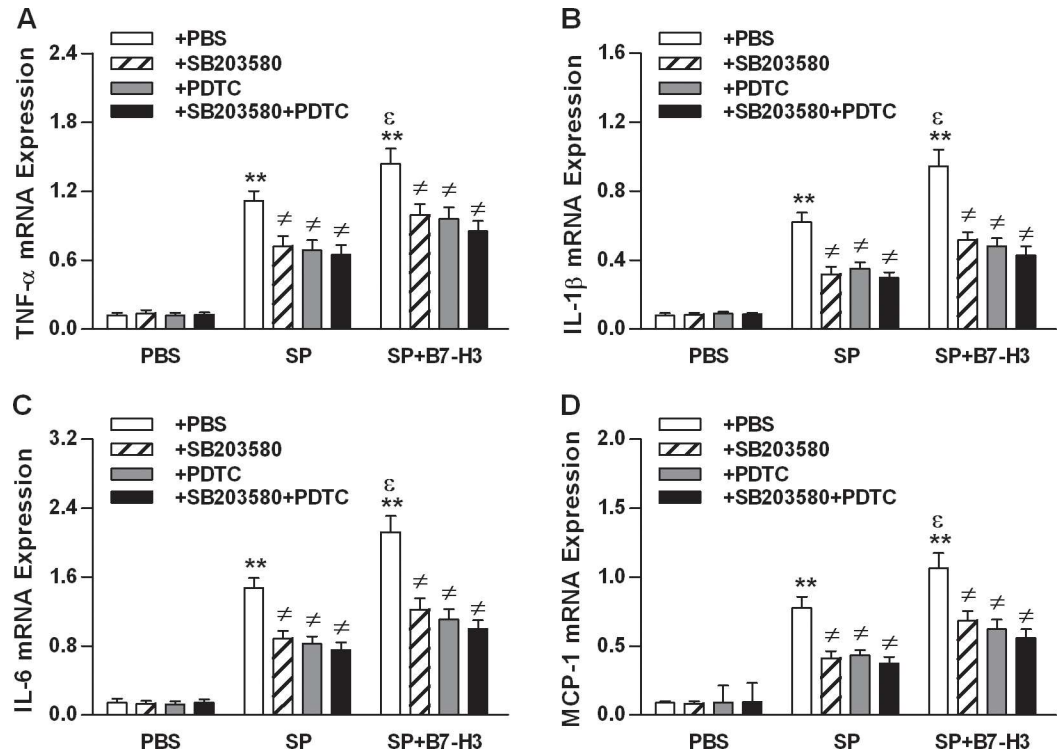 A
+PBS
+SB203580
+PDTC
+SB203580+PDTC
TNF-α mRNA Expression
2.4
1.8
1.2
0.6
0.0
**
≠ ≠ ≠
ε
**
≠ ≠ ≠
PBS SP SP+B7-H3
B
+PBS
+SB203580
+PDTC
+SB203580+PDTC
IL-1β mRNA Expression
1.6
1.2
0.8
0.4
0.0
**
≠ ≠ ≠
ε
**
≠ ≠ ≠
PBS SP SP+B7-H3
C
+PBS
+SB203580
+PDTC
+SB203580+PDTC
IL-6 mRNA Expression
3.2
2.4
1.6
0.8
0.0
**
≠ ≠ ≠
ε
**
≠ ≠ ≠
PBS SP SP+B7-H3
D
+PBS
+SB203580
+PDTC
+SB203580+PDTC
MCP-1 mRNA Expression
2.0
1.5
1.0
0.5
0.0
**
≠ ≠ ≠
ε
**
≠ ≠ ≠
PBS SP SP+B7-H3